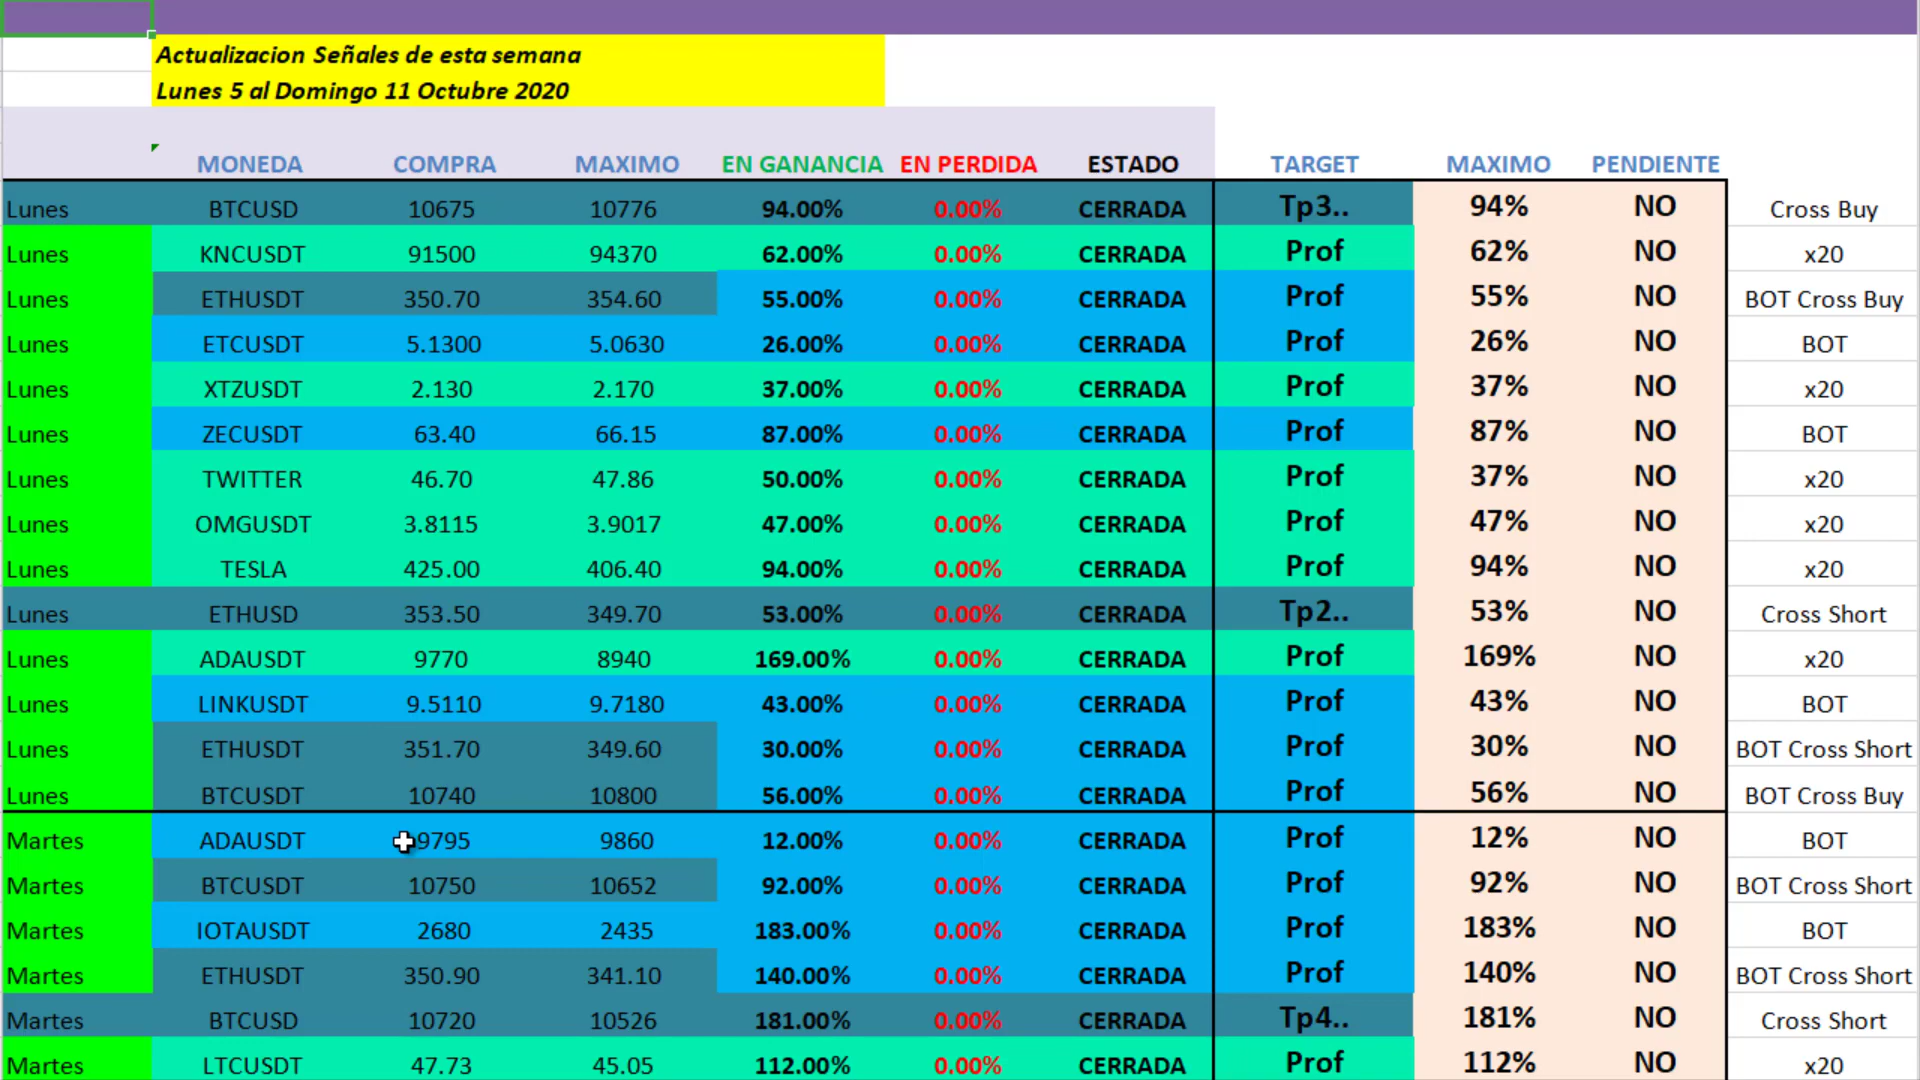 Actualizacion Señales de esta semana
Lunes 5 al Domingo 11 Octubre 2020
MONEDA COMPRA MAXIMO EN GANANCIA EN PERDIDA ESTADO TARGET MAXIMO PENDIENTE
Lunes BTCUSD 10675 10776 94.00% 0.00% CERRADA Tp3.. 94% NO Cross Buy
Lunes KNCUSDT 91500 94370 62.00% 0.00% CERRADA Prof 62% NO x20
Lunes ETHUSDT 350.70 354.60 55.00% 0.00% CERRADA Prof 55% NO BOT Cross Buy
Lunes ETCUSDT 5.1300 5.0630 26.00% 0.00% CERRADA Prof 26% NO BOT
Lunes XTZUSDT 2.130 2.170 37.00% 0.00% CERRADA Prof 37% NO x20
Lunes ZECUSDT 63.40 66.15 87.00% 0.00% CERRADA Prof 87% NO BOT
Lunes TWITTER 46.70 47.86 50.00% 0.00% CERRADA Prof 37% NO x20
Lunes OMGUSDT 3.8115 3.9017 47.00% 0.00% CERRADA Prof 47% NO x20
Lunes TESLA 425.00 406.40 94.00% 0.00% CERRADA Prof 94% NO x20
Lunes ETHUSD 353.50 349.70 53.00% 0.00% CERRADA Tp2.. 53% NO Cross Short
Lunes ADAUSDT 9770 8940 169.00% 0.00% CERRADA Prof 169% NO x20
Lunes LINKUSDT 9.5110 9.7180 43.00% 0.00% CERRADA Prof 43% NO BOT
Lunes ETHUSDT 351.70 349.60 30.00% 0.00% CERRADA Prof 30% NO BOT Cross Short
Lunes BTCUSDT 10740 10800 56.00% 0.00% CERRADA Prof 56% NO BOT Cross Buy
Martes ADAUSDT 9795 9860 12.00% 0.00% CERRADA Prof 12% NO BOT
Martes BTCUSDT 10750 10652 92.00% 0.00% CERRADA Prof 92% NO BOT Cross Short
Martes IOTAUSDT 2680 2435 183.00% 0.00% CERRADA Prof 183% NO BOT
Martes ETHUSDT 350.90 341.10 140.00% 0.00% CERRADA Prof 140% NO BOT Cross Short
Martes BTCUSD 10720 10526 181.00% 0.00% CERRADA Tp4.. 181% NO Cross Short
Martes LTCUSDT 47.73 45.05 112.00% 0.00% CERRADA Prof 112% NO x20